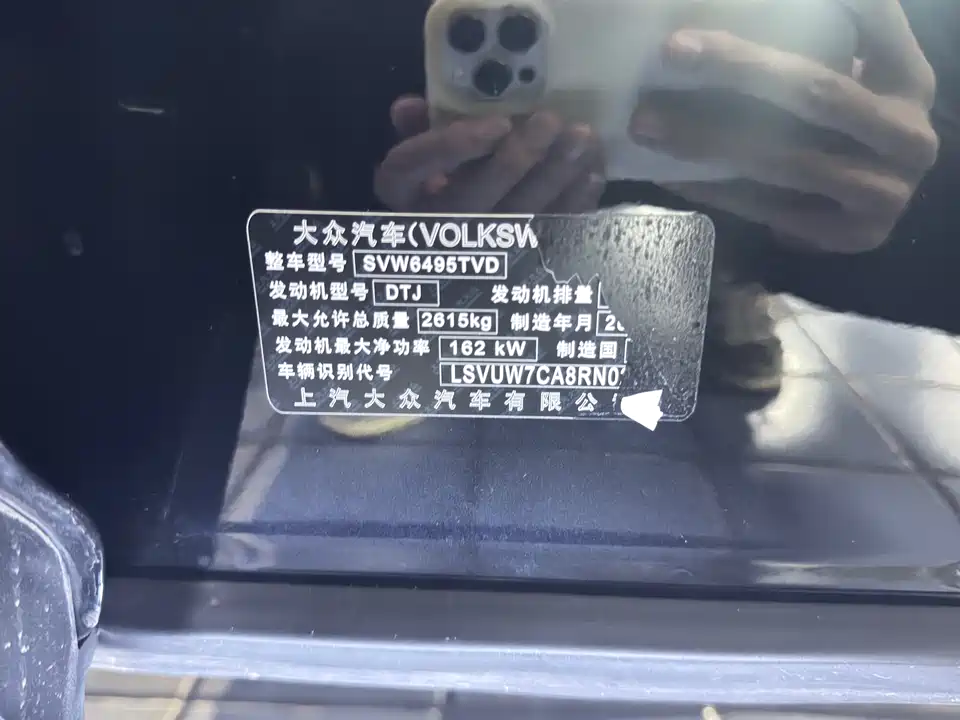 大众汽车(VOLKSW
整车型号 SVW6495TVD
发动机型号 DTJ 发动机排量
最大允许总质量 2615kg 制造年月 20
发动机最大净功率 162 kW 制造国
车辆识别代号 LSVUW7CA8RN0
上汽大众汽车有限公